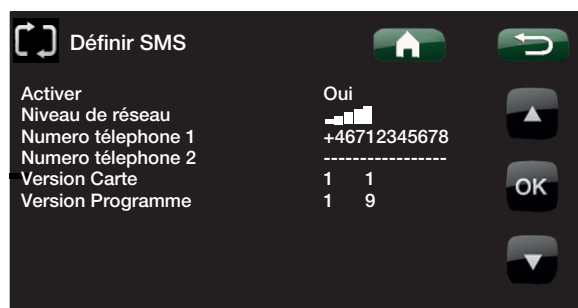 Définir SMS
Activer Oui
Niveau de réseau
Numero télephone 1 +46712345678
Numero télephone 2 -----------------
Version Carte 1 1
Version Programme 1 9
OK